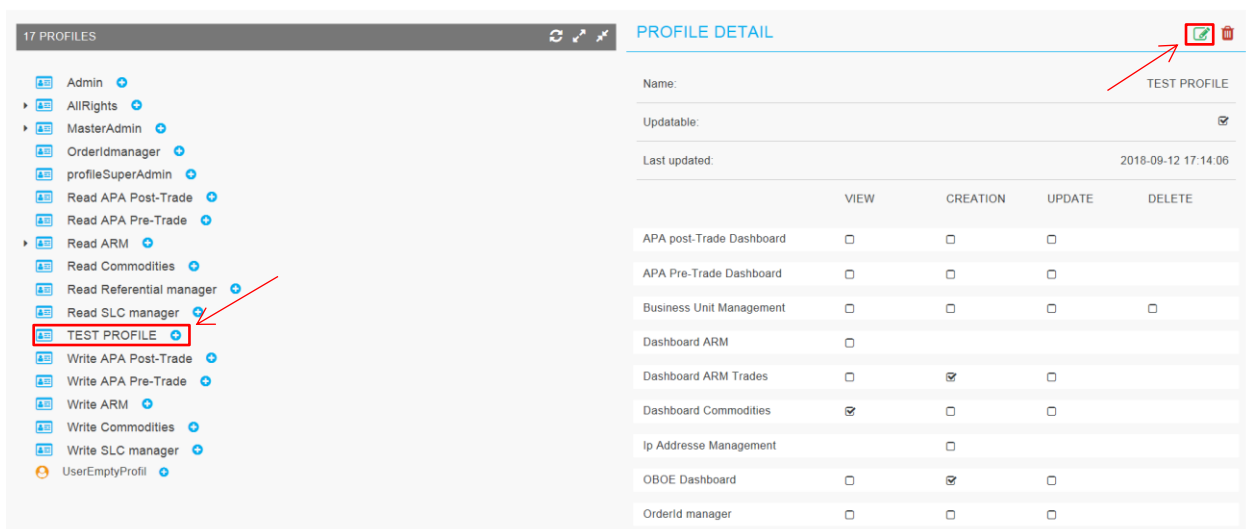 17 PROFILES
Admin
AllRights
MasterAdmin
OrderIdmanager
profileSuperAdmin
Read APA Post-Trade
Read APA Pre-Trade
Read ARM
Read Commodities
Read Referential manager
Read SLC manager
TEST PROFILE
Write APA Post-Trade
Write APA Pre-Trade
Write ARM
Write Commodities
Write SLC manager
UserEmptyProfil
PROFILE DETAIL
Name: TEST PROFILE
Updatable:
Last updated: 2018-09-12 17:14:06
VIEW CREATION UPDATE DELETE
APA post-Trade Dashboard
APA Pre-Trade Dashboard
Business Unit Management
Dashboard ARM
Dashboard ARM Trades
Dashboard Commodities
Ip Addresse Management
OBOE Dashboard
OrderId manager